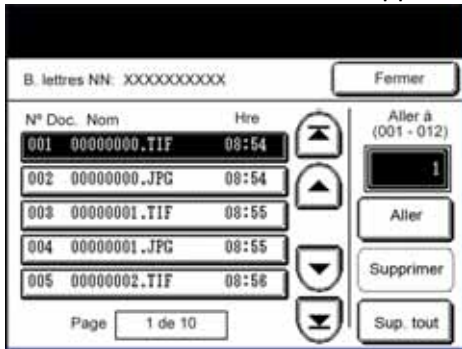 B. lettres NN: XXXXXXXXXX
Fermer
Nº Doc. Nom Hre
001 00000000.TIF 08:54
002 00000000.JPG 08:54
003 00000001.TIF 08:55
004 00000001.JPG 08:55
005 00000002.TIF 08:56
Page 1 de 10
Aller à
(001 - 012)
1
Aller
Supprimer
Sup. tout